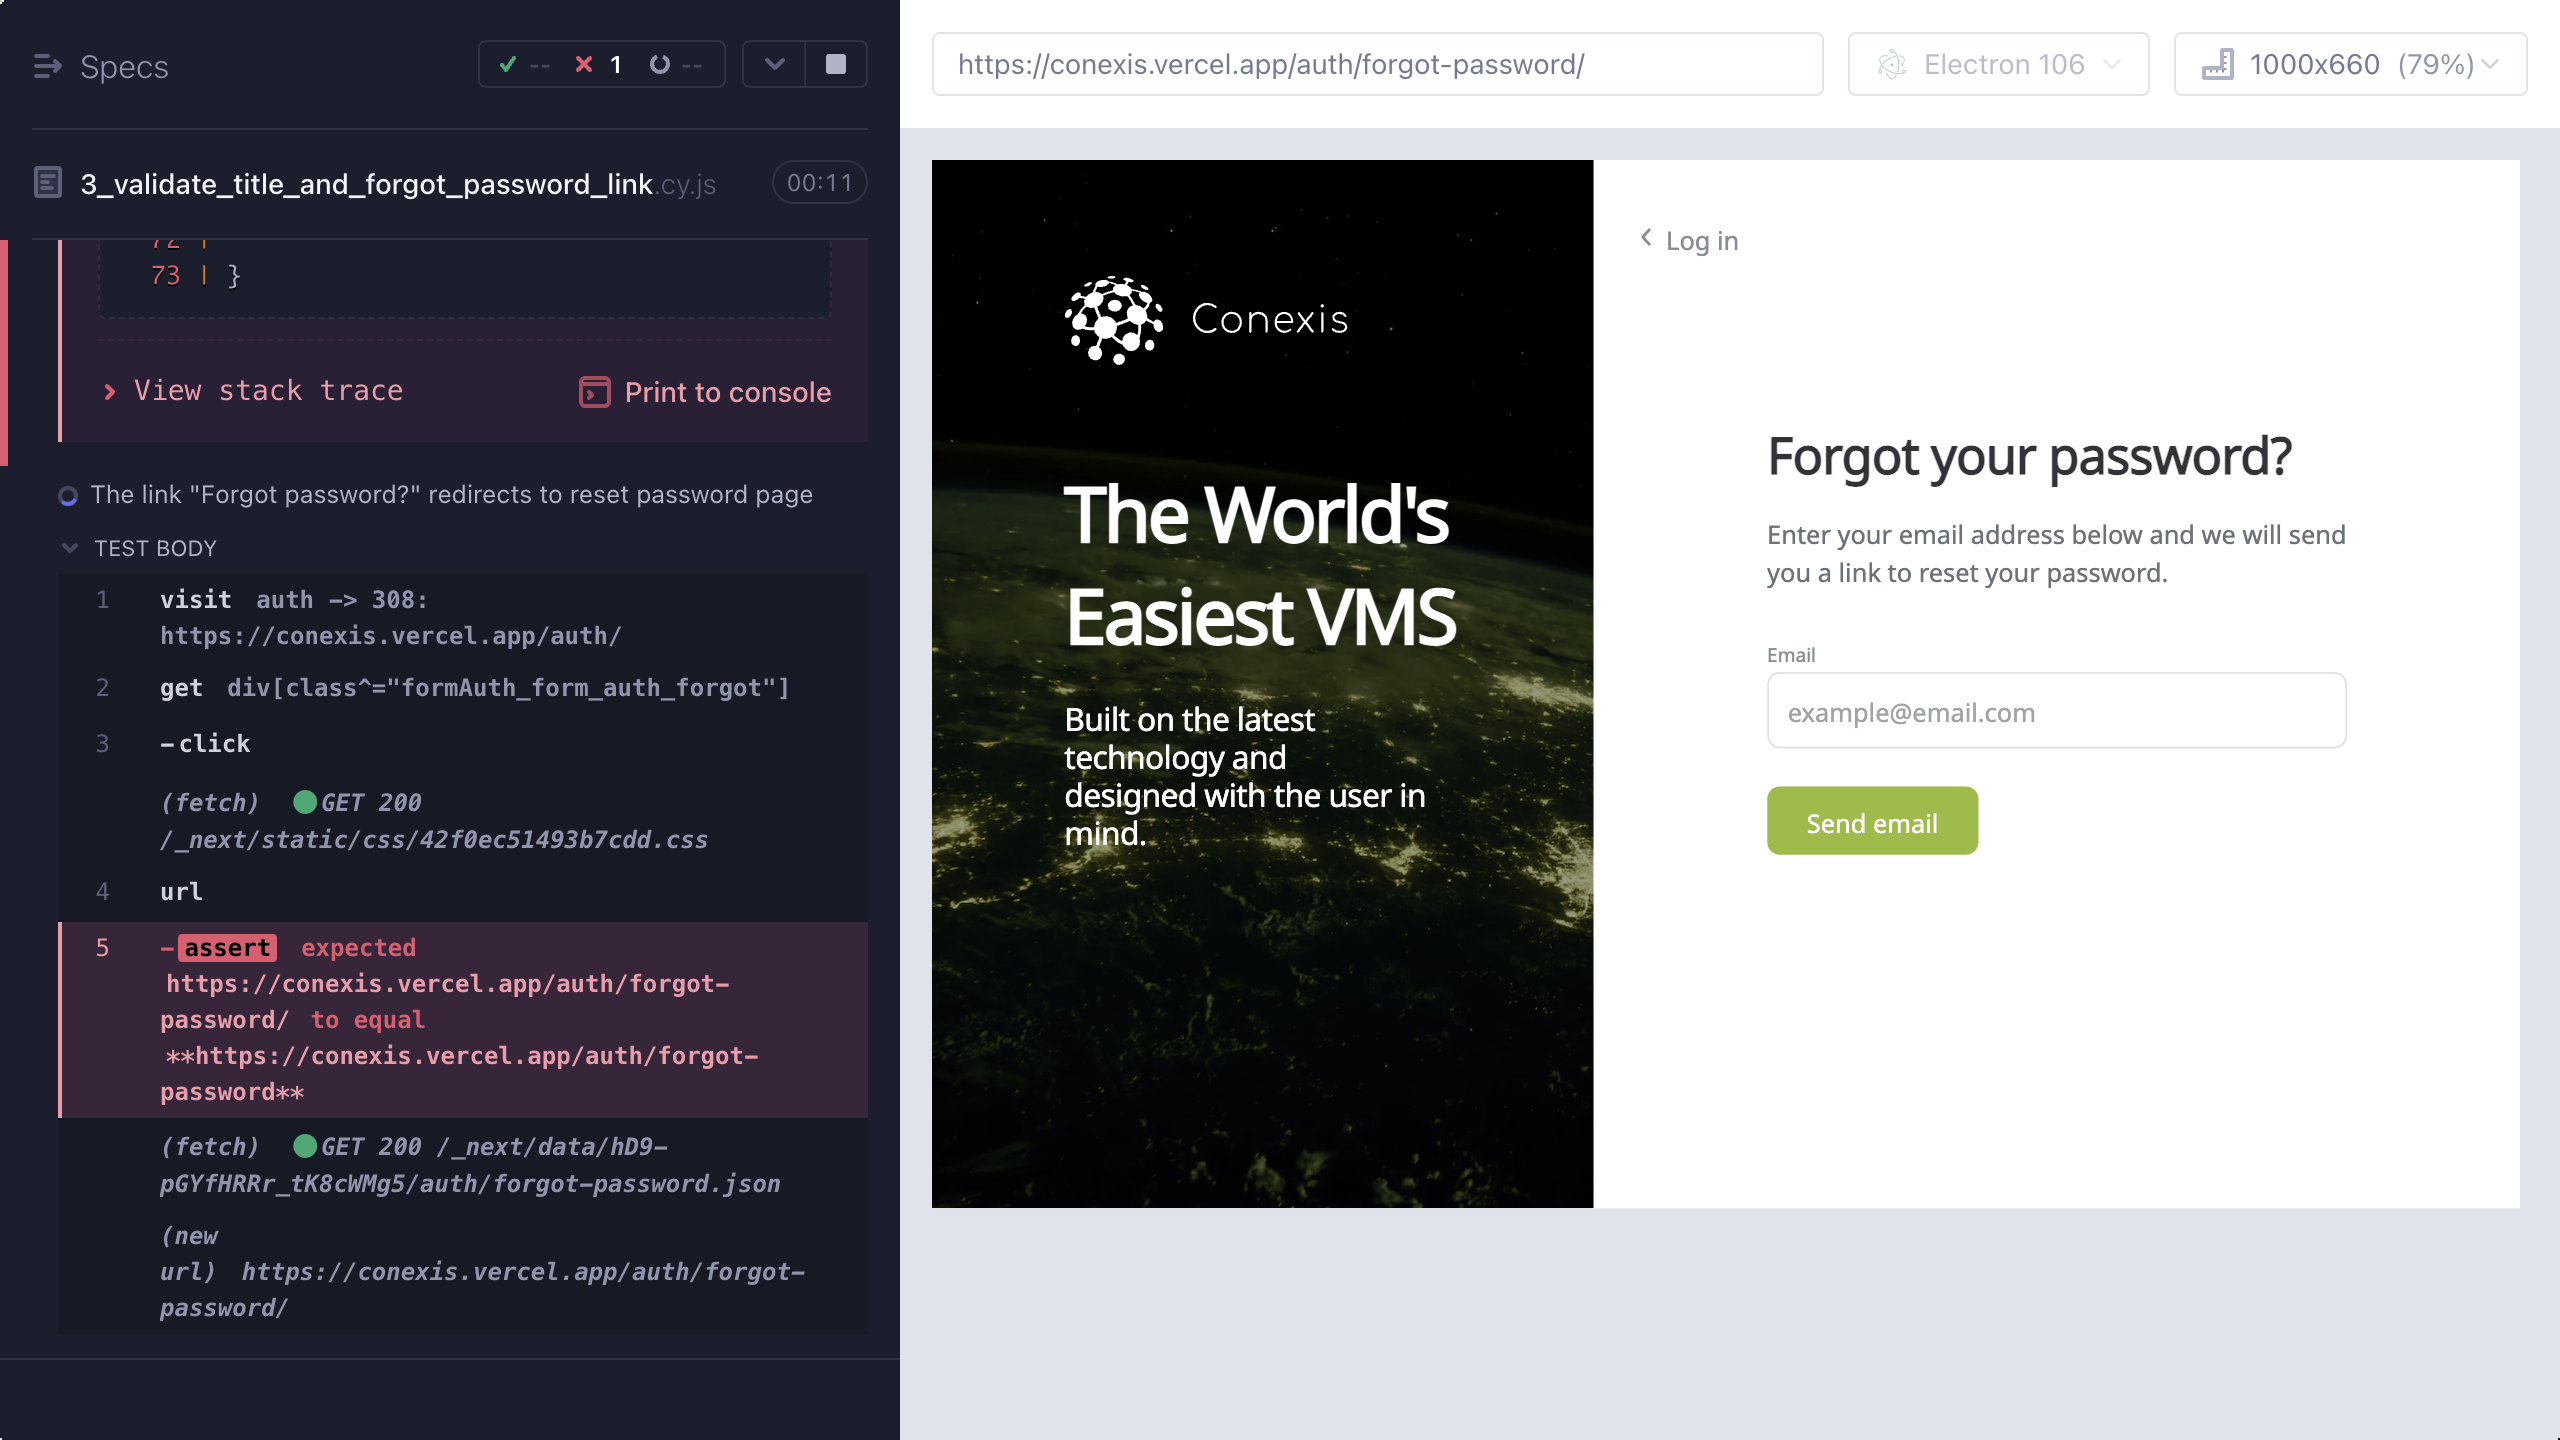 Specs
-- 1 --
3_validate_title_and_forgot_password_link.cy.js 00:11
72 |
73 | }
View stack trace
Print to console
The link "Forgot password?" redirects to reset password page
TEST BODY
1 visit auth -> 308:
https://conexis.vercel.app/auth/
2 get div[class^="formAuth_form_auth_forgot"]
3 -click
(fetch) GET 200
/_next/static/css/42f0ec51493b7cdd.css
4 url
5 -assert expected
https://conexis.vercel.app/auth/forgot-
password/ to equal
**https://conexis.vercel.app/auth/forgot-
password**
(fetch) GET 200 /_next/data/hD9-
pGYfHRRr_tK8cWMg5/auth/forgot-password.json
(new
url) https://conexis.vercel.app/auth/forgot-
password/
https://conexis.vercel.app/auth/forgot-password/
Electron 106
1000x660 (79%)
Conexis
The World's
Easiest VMS
Built on the latest
technology and
designed with the user in
mind.
Log in
Forgot your password?
Enter your email address below and we will send
you a link to reset your password.
Email
example@email.com
Send email